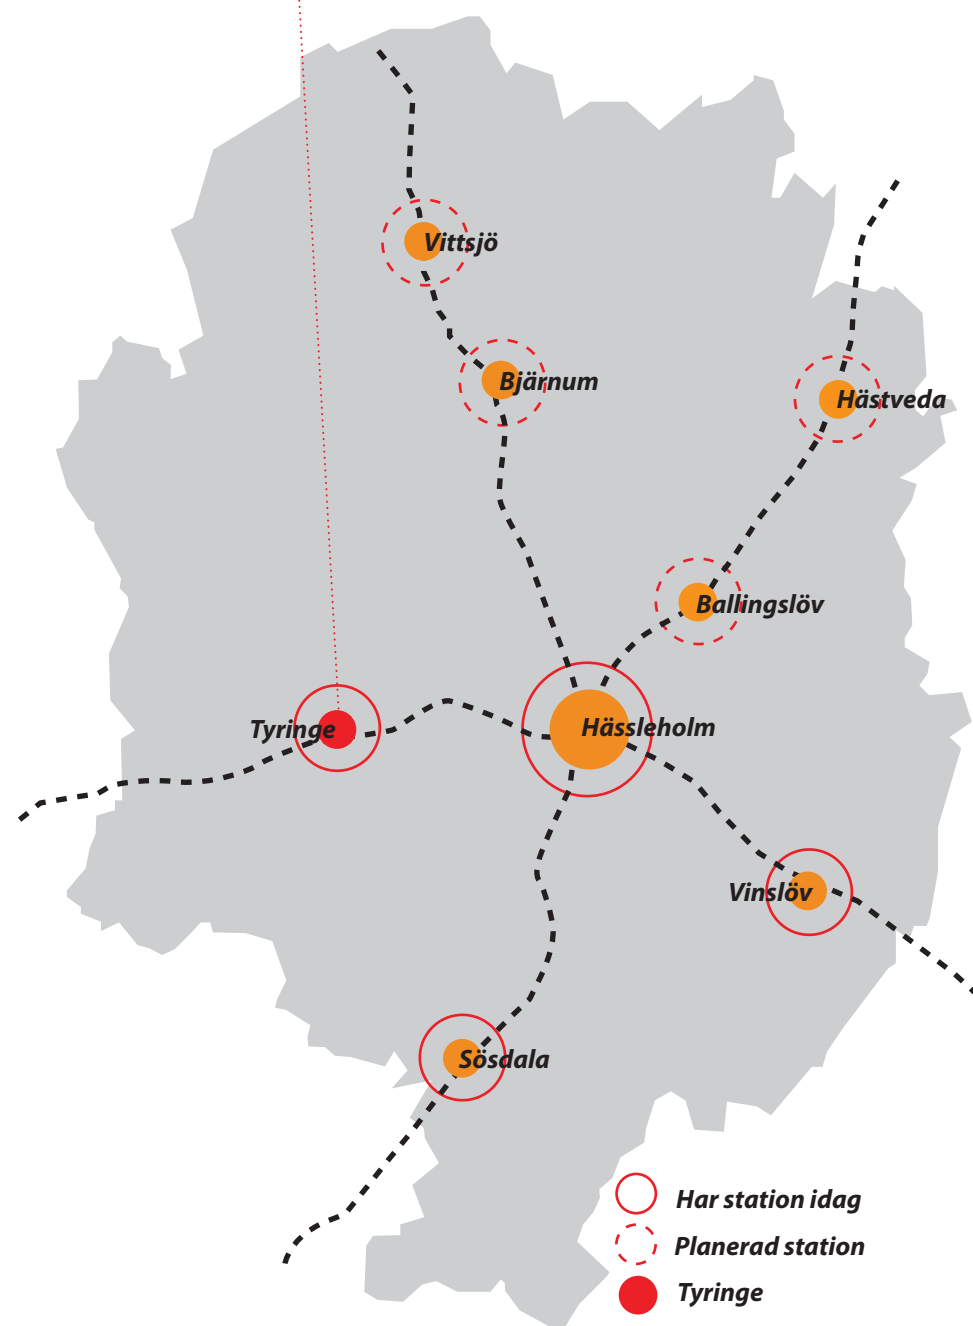 Vittsjö
Bjärnum
Hästveda
Ballingslöv
Tyringe
Hässleholm
Vinslöv
Sösdala
Har station idag
Planerad station
Tyringe